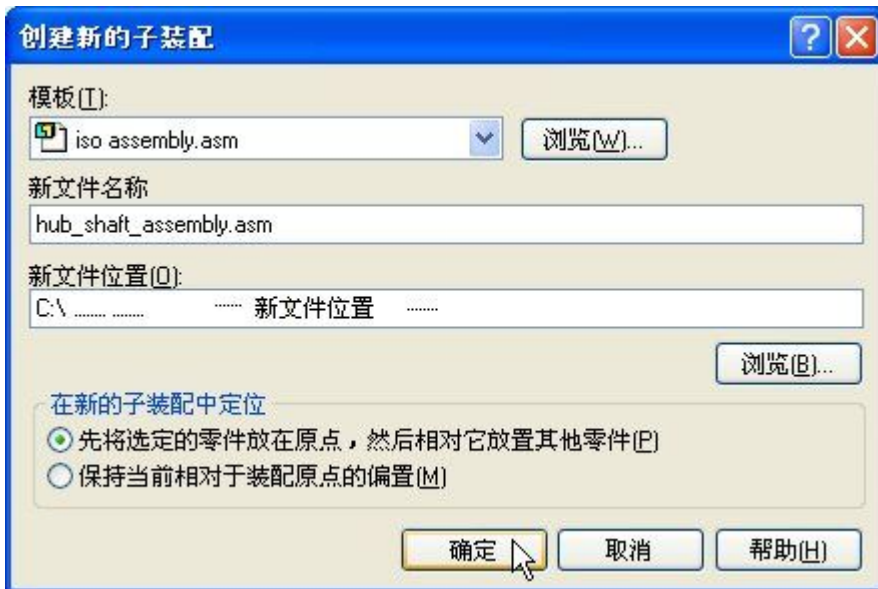 创建新的子装配
模板(T):
iso assembly.asm
浏览(W)...
新文件名称
hub_shaft_assembly.asm
新文件位置(O):
C:\ ........ ........ ...... 新文件位置 ........
浏览(B)...
在新的子装配中定位
先将选定的零件放在原点，然后相对它放置其他零件(P)
保持当前相对于装配原点的偏置(M)
确定 取消 帮助(H)